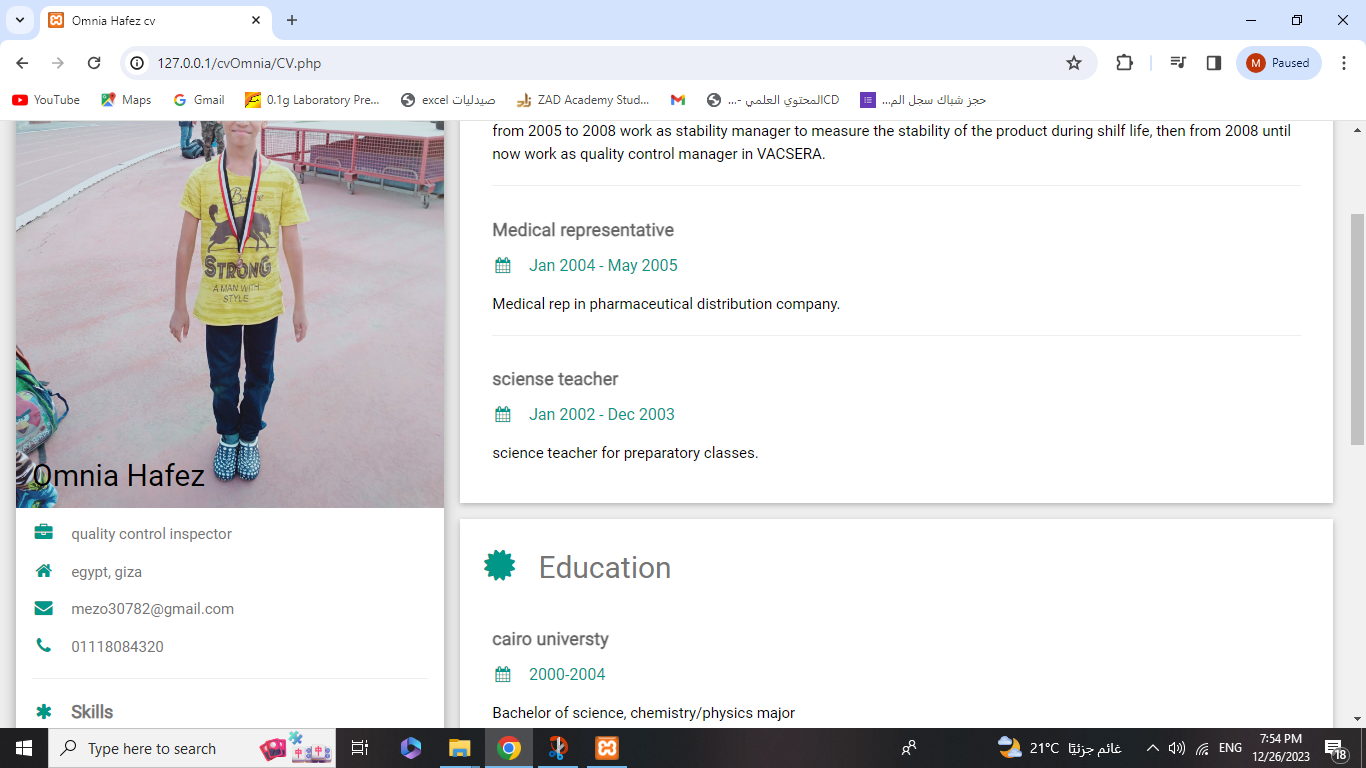 Omnia Hafez cv
127.0.0.1/cvOmnia/CV.php
M Paused
YouTube
Maps
Gmail
0.1g Laboratory Pre...
صيدليات excel
ZAD Academy Stud...
المحتوي العلمي -...ICD
حجز شباك سجل الم...
STRONG
A MAN WITH
STYLE
Omnia Hafez
quality control inspector
egypt, giza
mezo30782@gmail.com
01118084320
Skills
from 2005 to 2008 work as stability manager to measure the stability of the product during shilf life, then from 2008 until
now work as quality control manager in VACSERA.
Medical representative
Jan 2004 - May 2005
Medical rep in pharmaceutical distribution company.
sciense teacher
Jan 2002 - Dec 2003
science teacher for preparatory classes.
Education
cairo universty
2000-2004
Bachelor of science, chemistry/physics major
Type here to search
21°C غائم جزئيًا
ENG
7:54 PM
12/26/2023
18